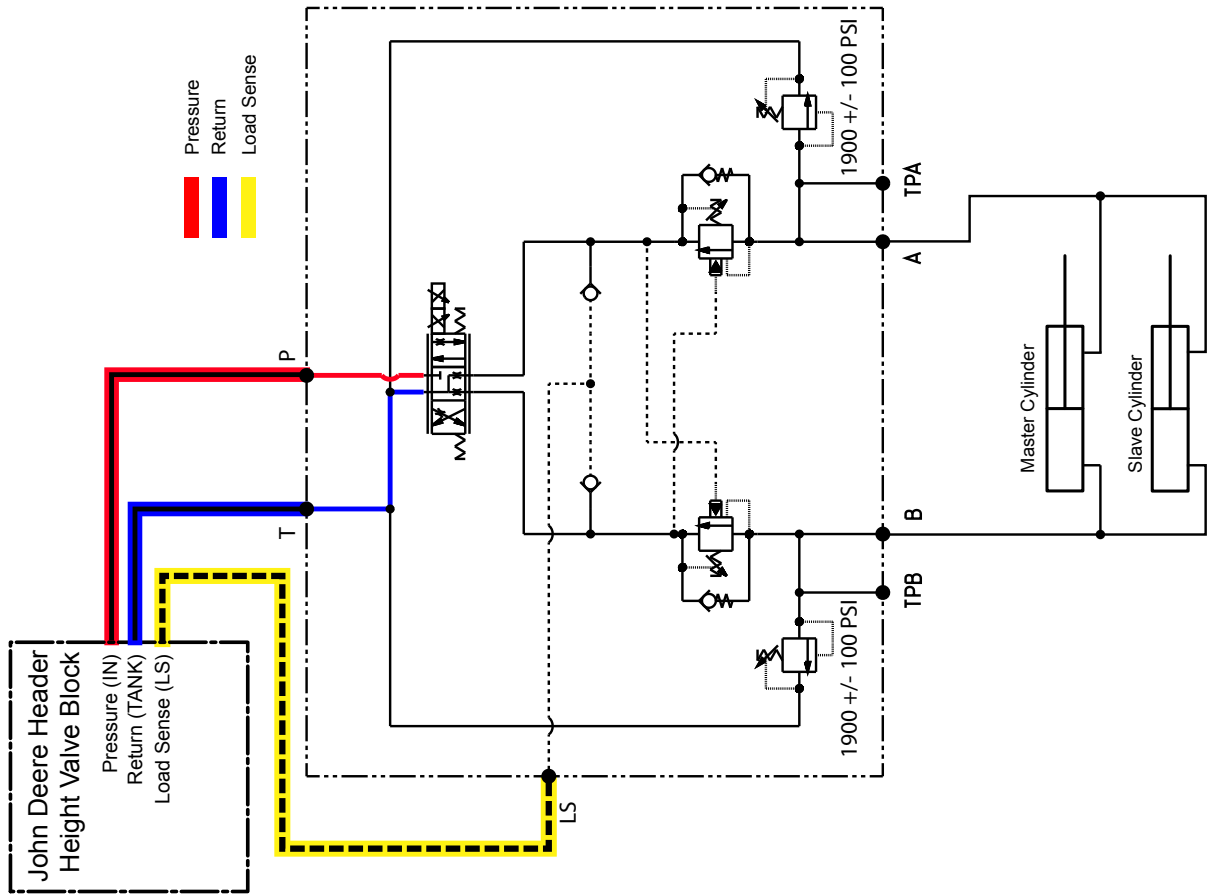 John Deere Header
Height Valve Block
Pressure (IN)
Return (TANK)
Load Sense (LS)
Pressure
Return
Load Sense
T
P
LS
1900 +/- 100 PSI
1900 +/- 100 PSI
TPB
B
A
TPA
Master Cylinder
Slave Cylinder